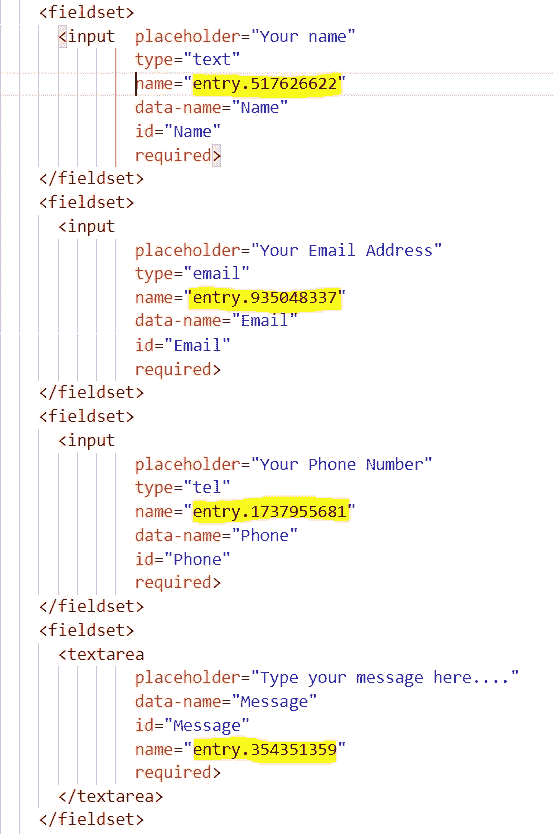 <fieldset>
<input placeholder="Your name"
type="text"
name="entry.517626622"
data-name="Name"
id="Name"
required>
</fieldset>
<fieldset>
<input
placeholder="Your Email Address"
type="email"
name="entry.935048337"
data-name="Email"
id="Email"
required>
</fieldset>
<fieldset>
<input
placeholder="Your Phone Number"
type="tel"
name="entry.1737955681"
data-name="Phone"
id="Phone"
required>
</fieldset>
<fieldset>
<textarea
placeholder="Type your message here...."
data-name="Message"
id="Message"
name="entry.354351359"
required>
</textarea>
</fieldset>